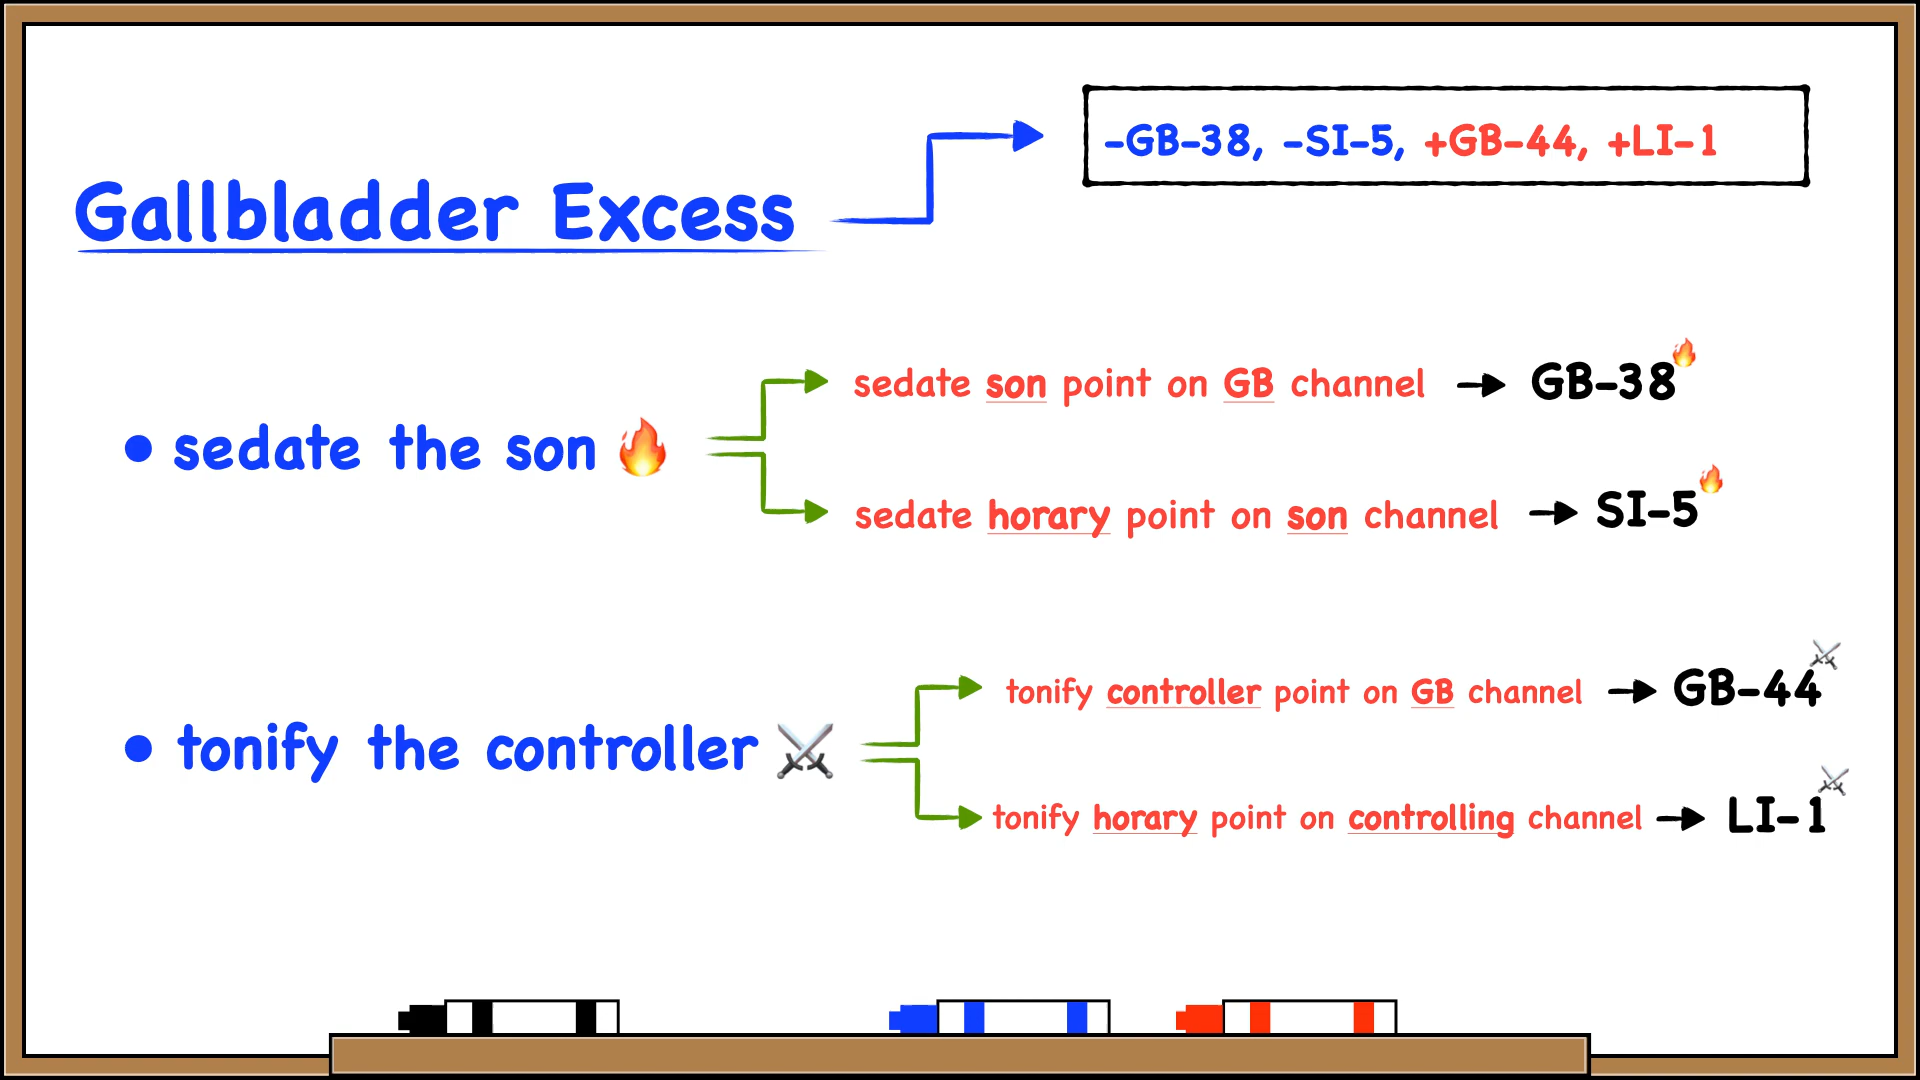 -GB-38, -SI-5, +GB-44, +LI-1
Gallbladder Excess
sedate son point on GB channel → GB-38
• sedate the son
sedate horary point on son channel → SI-5
tonify controller point on GB channel → GB-44
• tonify the controller
tonify horary point on controlling channel → LI-1